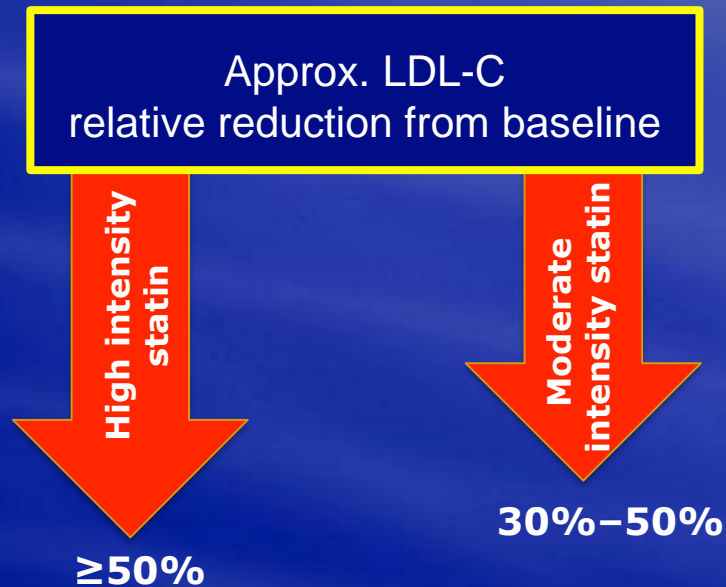 Approx. LDL-C
relative reduction from baseline
High intensity
statin
Moderate
intensity statin
≥50%
30%–50%